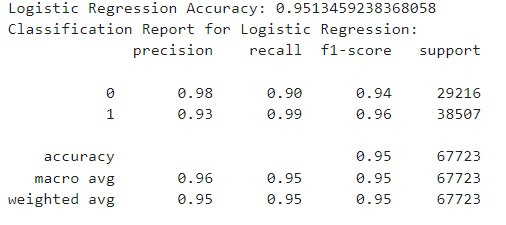 Logistic Regression Accuracy: 0.9513459238368058
Classification Report for Logistic Regression:
precision recall f1-score support
0 0.98 0.90 0.94 29216
1 0.93 0.99 0.96 38507
accuracy 0.95 67723
macro avg 0.96 0.95 0.95 67723
weighted avg 0.95 0.95 0.95 67723